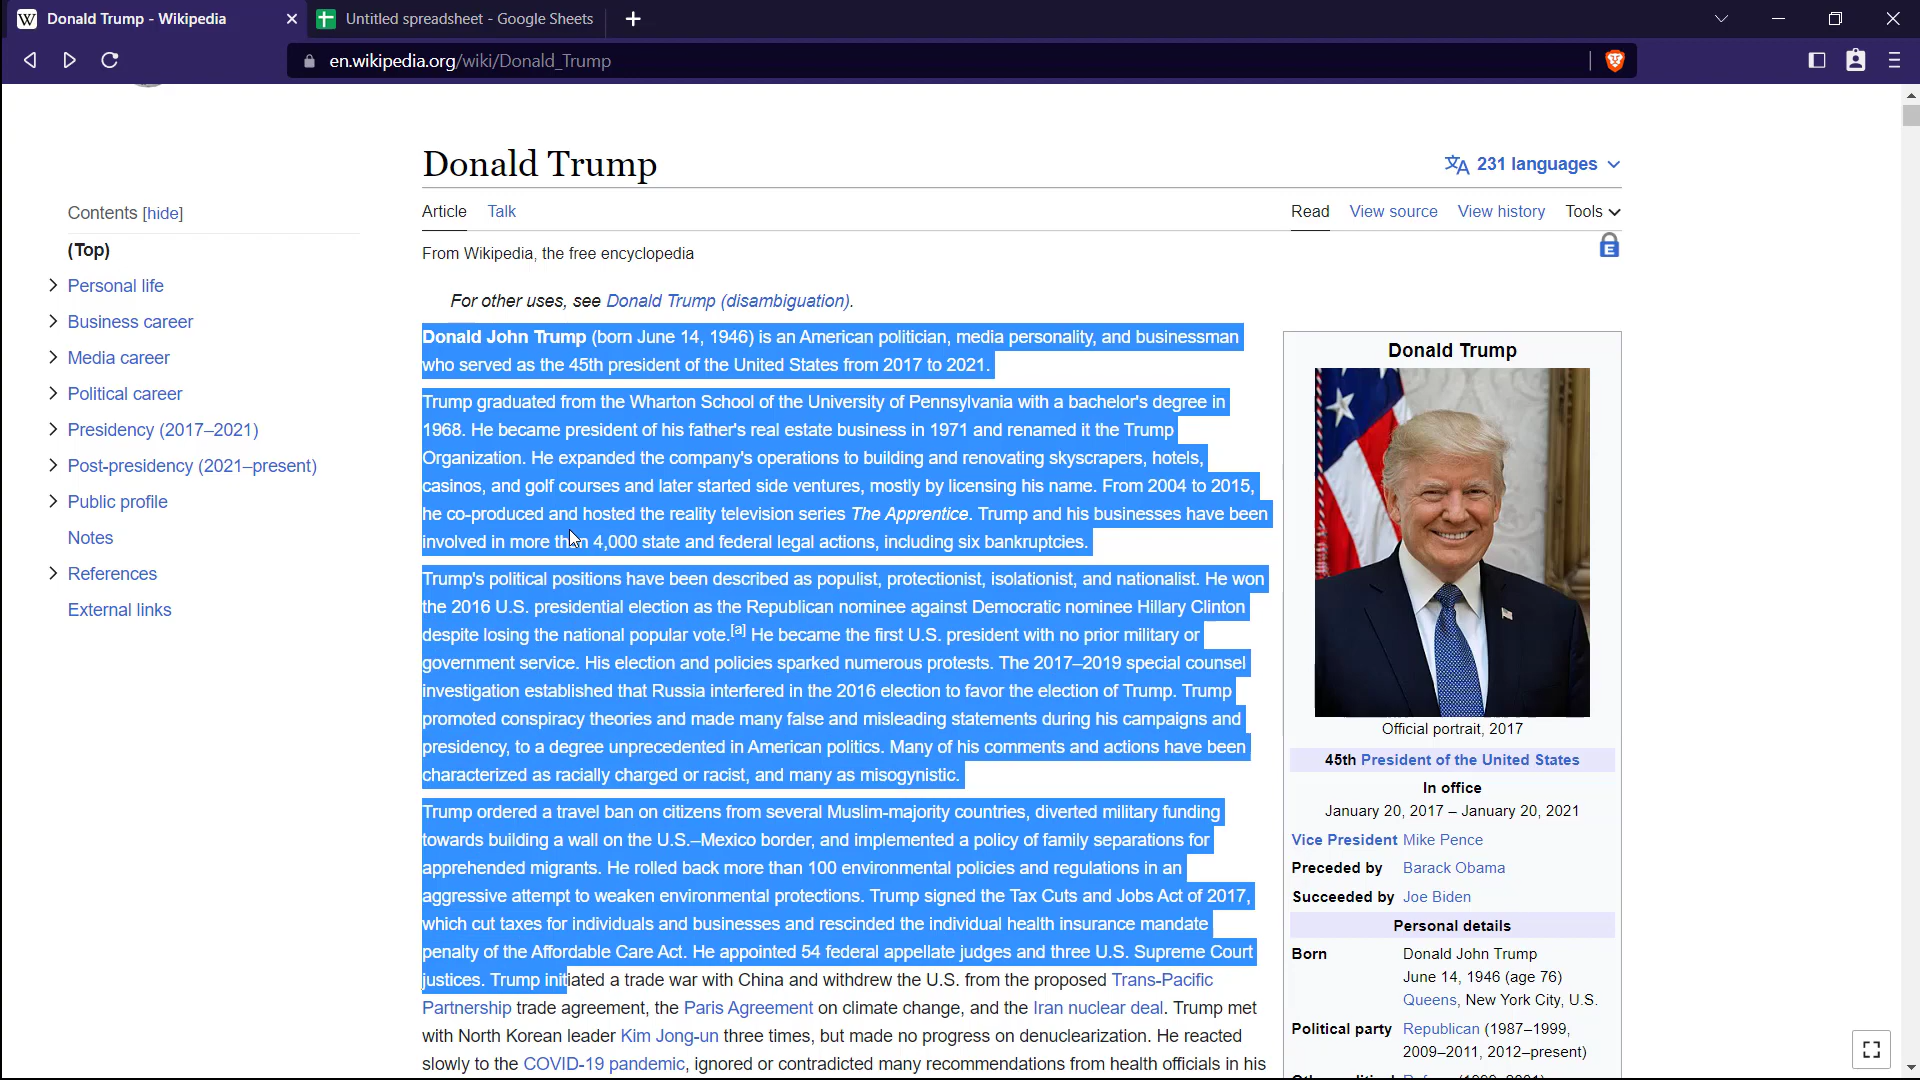 Donald Trump - Wikipedia
Untitled spreadsheet - Google Sheets
en.wikipedia.org/wiki/Donald_Trump
Donald Trump
231 languages
Article Talk
Read View source View history Tools
From Wikipedia, the free encyclopedia
Contents [hide]
(Top)
Personal life
Business career
Media career
Political career
Presidency (2017–2021)
Post-presidency (2021–present)
Public profile
Notes
References
External links
For other uses, see Donald Trump (disambiguation).
Donald John Trump (born June 14, 1946) is an American politician, media personality, and businessman
who served as the 45th president of the United States from 2017 to 2021.
Trump graduated from the Wharton School of the University of Pennsylvania with a bachelor's degree in
1968. He became president of his father's real estate business in 1971 and renamed it the Trump
Organization. He expanded the company's operations to building and renovating skyscrapers, hotels,
casinos, and golf courses and later started side ventures, mostly by licensing his name. From 2004 to 2015,
he co-produced and hosted the reality television series The Apprentice. Trump and his businesses have been
involved in more than 4,000 state and federal legal actions, including six bankruptcies.
Trump's political positions have been described as populist, protectionist, isolationist, and nationalist. He won
the 2016 U.S. presidential election as the Republican nominee against Democratic nominee Hillary Clinton
despite losing the national popular vote.[a] He became the first U.S. president with no prior military or
government service. His election and policies sparked numerous protests. The 2017–2019 special counsel
investigation established that Russia interfered in the 2016 election to favor the election of Trump. Trump
promoted conspiracy theories and made many false and misleading statements during his campaigns and
presidency, to a degree unprecedented in American politics. Many of his comments and actions have been
characterized as racially charged or racist, and many as misogynistic.
Trump ordered a travel ban on citizens from several Muslim-majority countries, diverted military funding
towards building a wall on the U.S.–Mexico border, and implemented a policy of family separations for
apprehended migrants. He rolled back more than 100 environmental policies and regulations in an
aggressive attempt to weaken environmental protections. Trump signed the Tax Cuts and Jobs Act of 2017,
which cut taxes for individuals and businesses and rescinded the individual health insurance mandate
penalty of the Affordable Care Act. He appointed 54 federal appellate judges and three U.S. Supreme Court
justices. Trump initiated a trade war with China and withdrew the U.S. from the proposed Trans-Pacific
Partnership trade agreement, the Paris Agreement on climate change, and the Iran nuclear deal. Trump met
with North Korean leader Kim Jong-un three times, but made no progress on denuclearization. He reacted
slowly to the COVID-19 pandemic, ignored or contradicted many recommendations from health officials in his
Donald Trump
Official portrait, 2017
45th President of the United States
In office
January 20, 2017 – January 20, 2021
Vice President Mike Pence
Preceded by Barack Obama
Succeeded by Joe Biden
Personal details
Born Donald John Trump
June 14, 1946 (age 76)
Queens, New York City, U.S.
Political party Republican (1987–1999,
2009–2011, 2012–present)